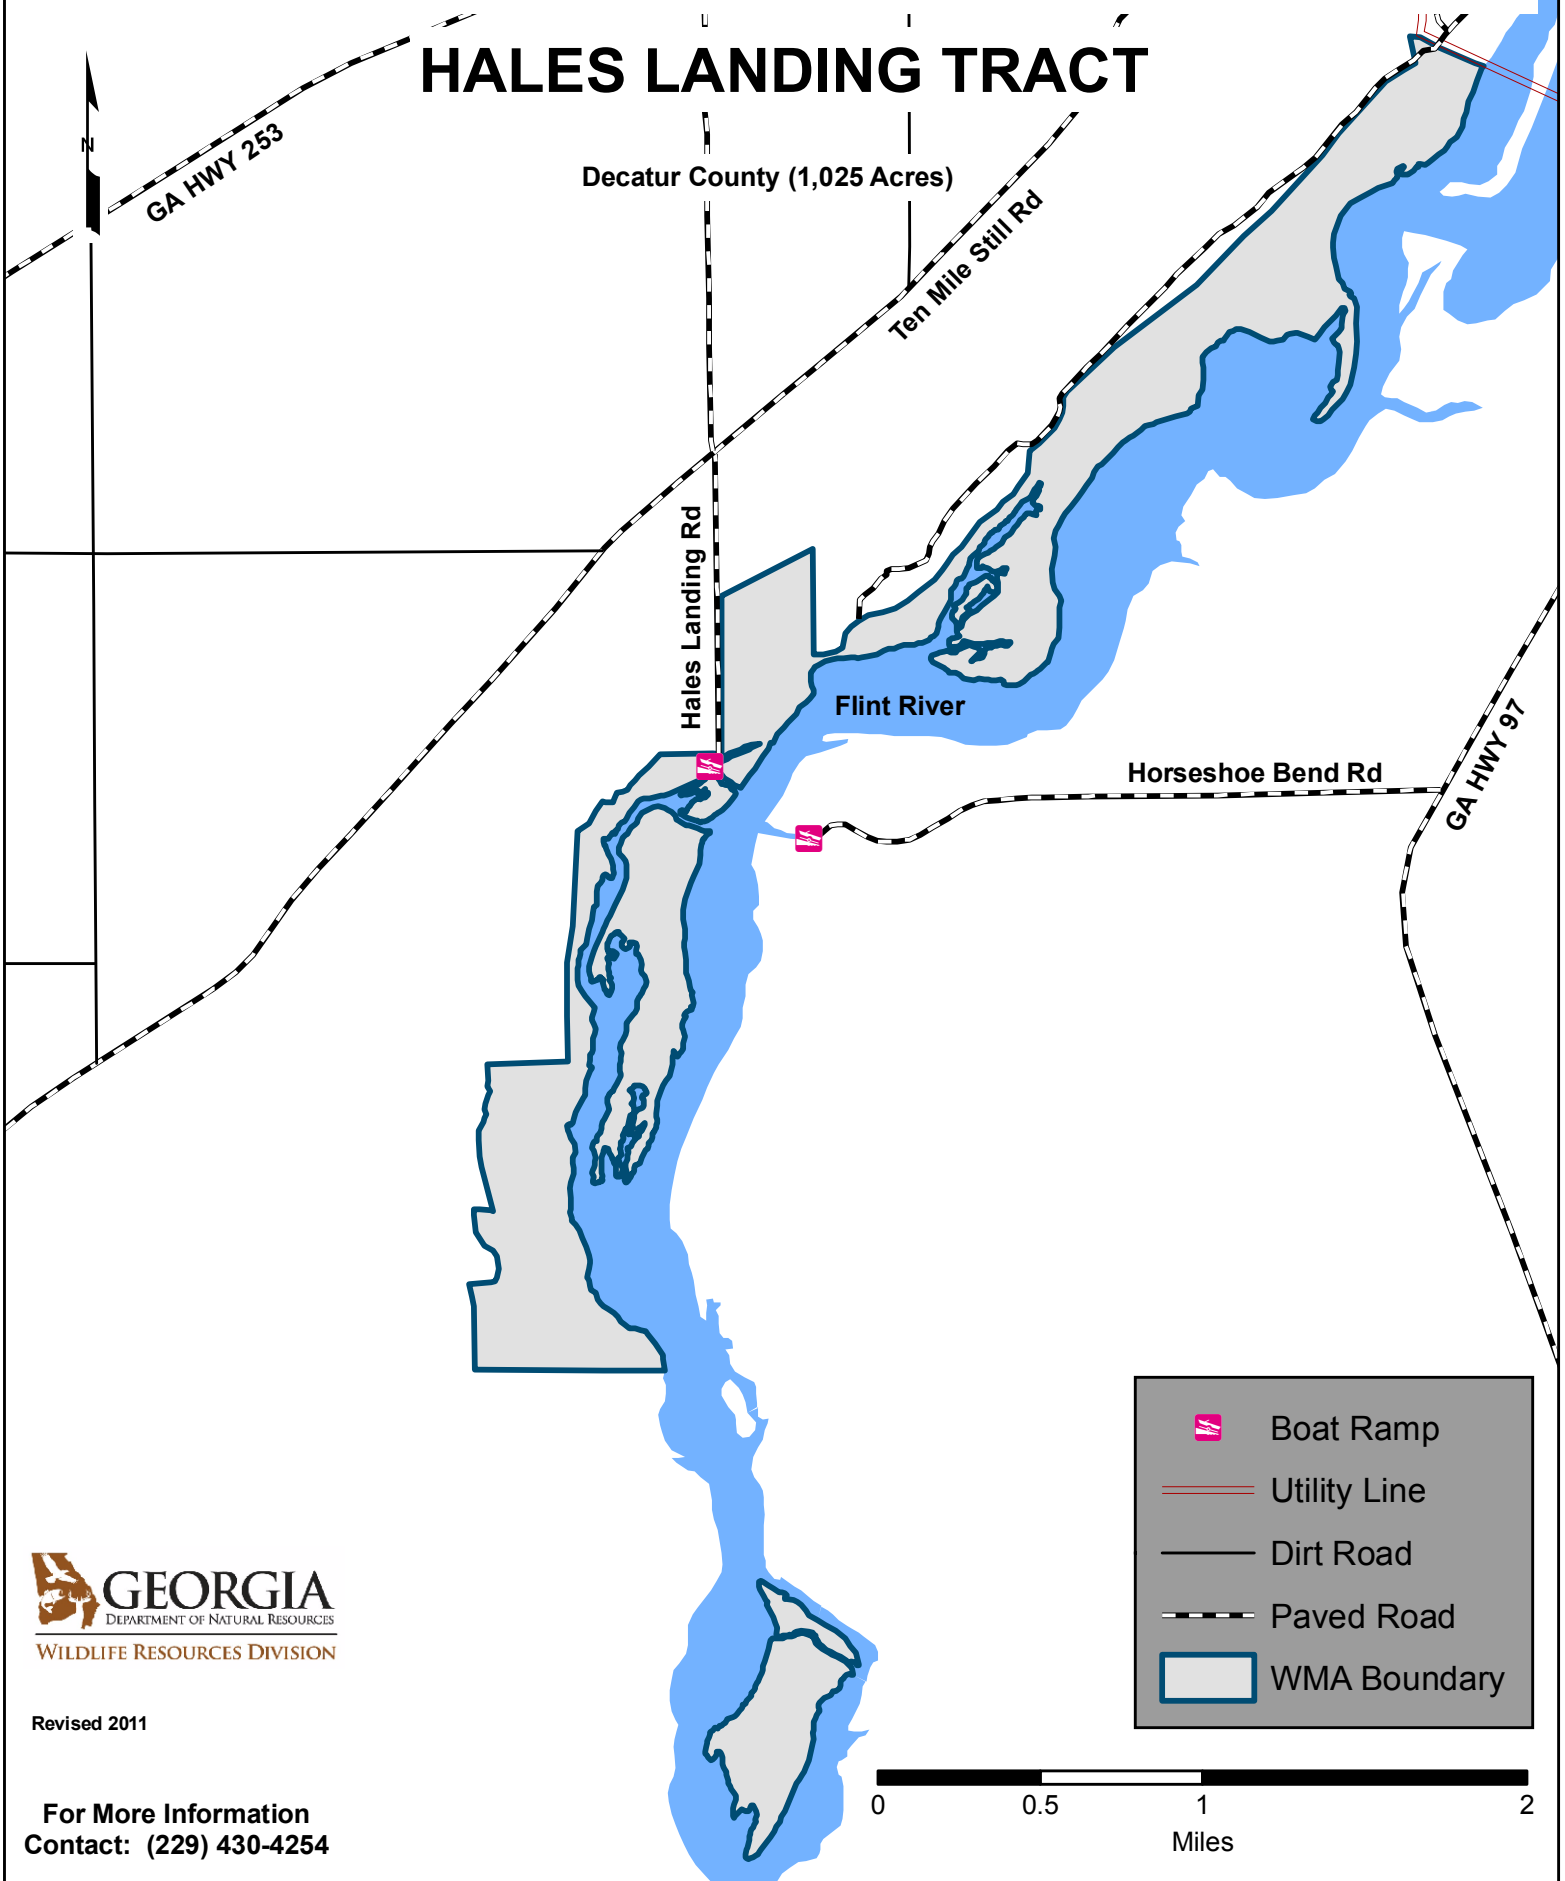 HALES LANDING TRACT
Decatur County (1,025 Acres)
N
GA HWY 253
Ten Mile Still Rd
Hales Landing Rd
Flint River
Horseshoe Bend Rd
GA HWY 97
Boat Ramp
Utility Line
Dirt Road
Paved Road
WMA Boundary
GEORGIA
DEPARTMENT OF NATURAL RESOURCES
WILDLIFE RESOURCES DIVISION
Revised 2011
For More Information
Contact: (229) 430-4254
0 0.5 1 2
Miles